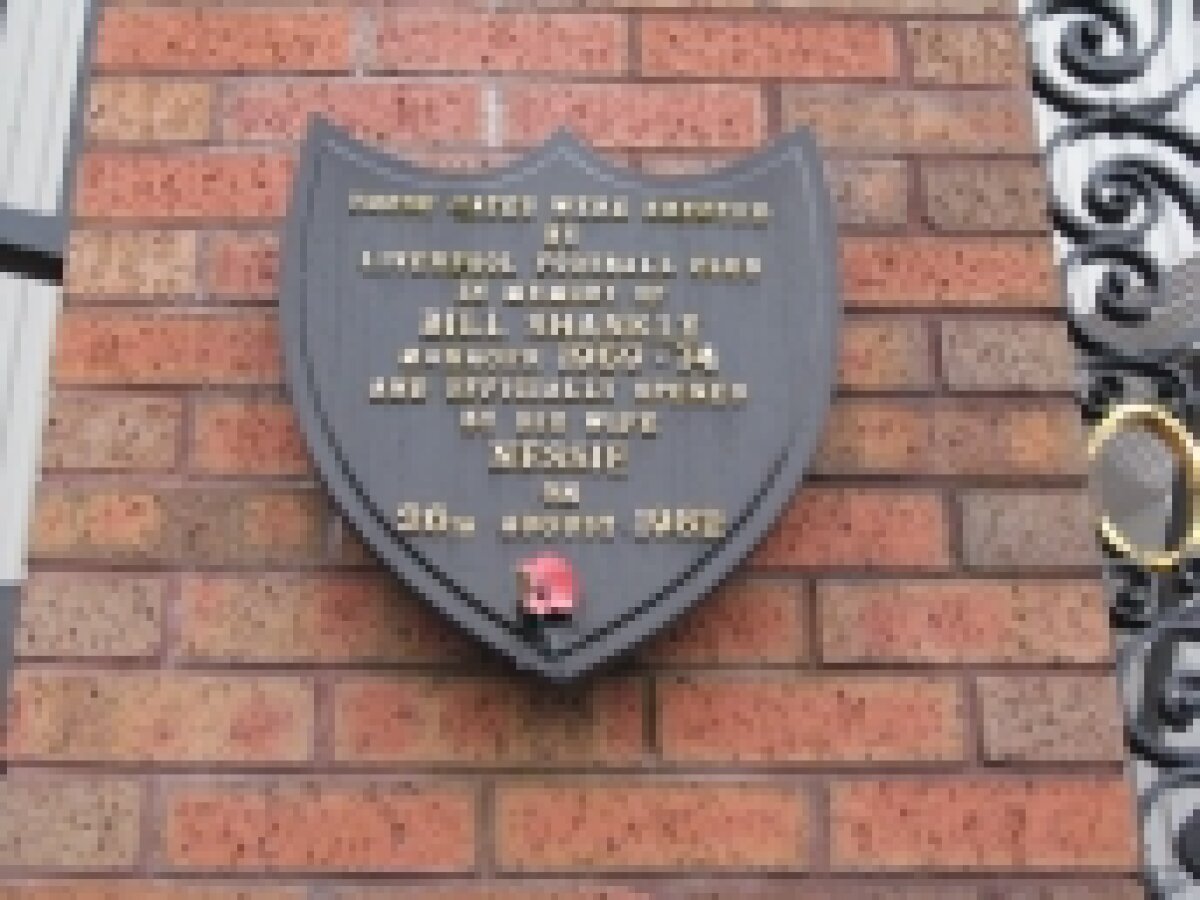 THESE GATES WERE ERECTED
BY
LIVERPOOL FOOTBALL CLUB
IN MEMORY OF
BILL SHANKLY
MANAGER 1959-74
AND OFFICIALLY OPENED
BY HIS WIFE
NESSIE
ON
26TH AUGUST 1982